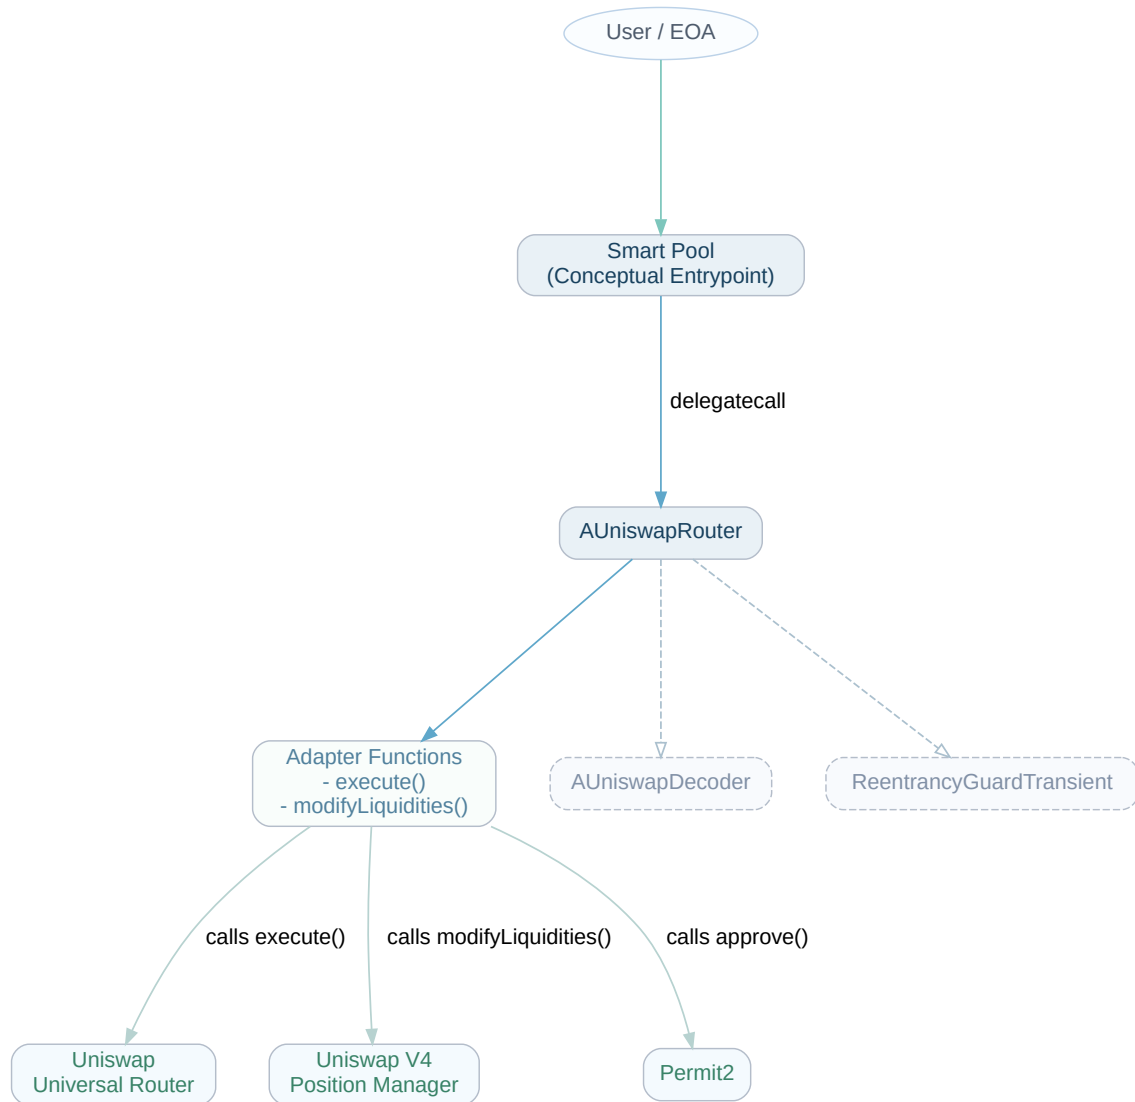 User / EOA
Smart Pool
(Conceptual Entrypoint)
delegatecall
AUniswapRouter
Adapter Functions
- execute()
- modifyLiquidities()
AUniswapDecoder
ReentrancyGuardTransient
calls execute()
calls modifyLiquidities()
calls approve()
Uniswap
Universal Router
Uniswap V4
Position Manager
Permit2